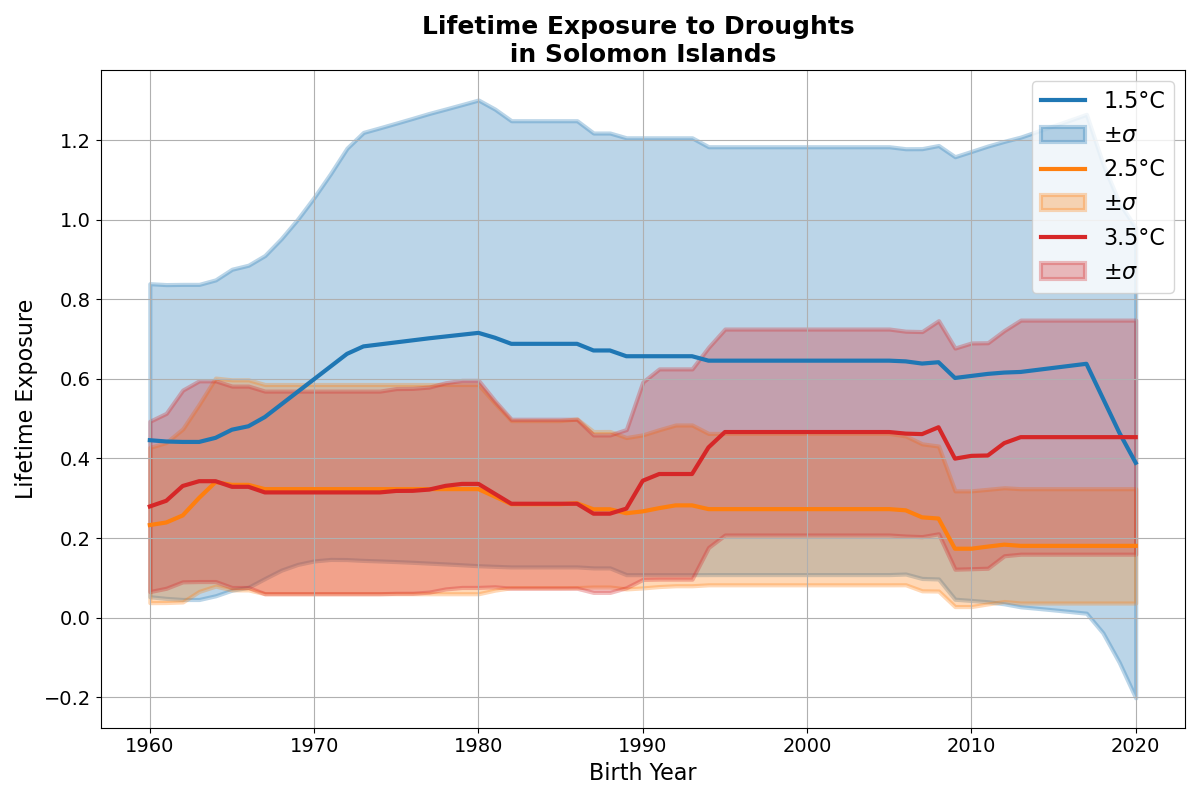 Lifetime Exposure to Droughts
in Solomon Islands
1.5°C
±σ
2.5°C
±σ
3.5°C
±σ
Lifetime Exposure
1.2
1.0
0.8
0.6
0.4
0.2
0.0
−0.2
1960 1970 1980 1990 2000 2010 2020
Birth Year